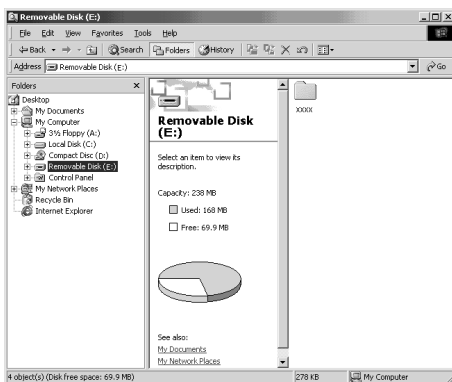 Removable Disk (E:)
File Edit View Favorites Tools Help
Back Search Folders History
Address Removable Disk (E:) Go
Folders
Desktop
My Documents
My Computer
3½ Floppy (A:)
Local Disk (C:)
Compact Disc (D:)
Removable Disk (E:)
Control Panel
My Network Places
Recycle Bin
Internet Explorer
Removable Disk
(E:)
Select an item to view its
description.
Capacity: 238 MB
Used: 168 MB
Free: 69.9 MB
See also:
My Documents
My Network Places
xxxx
4 object(s) (Disk free space: 69.9 MB) 278 KB My Computer